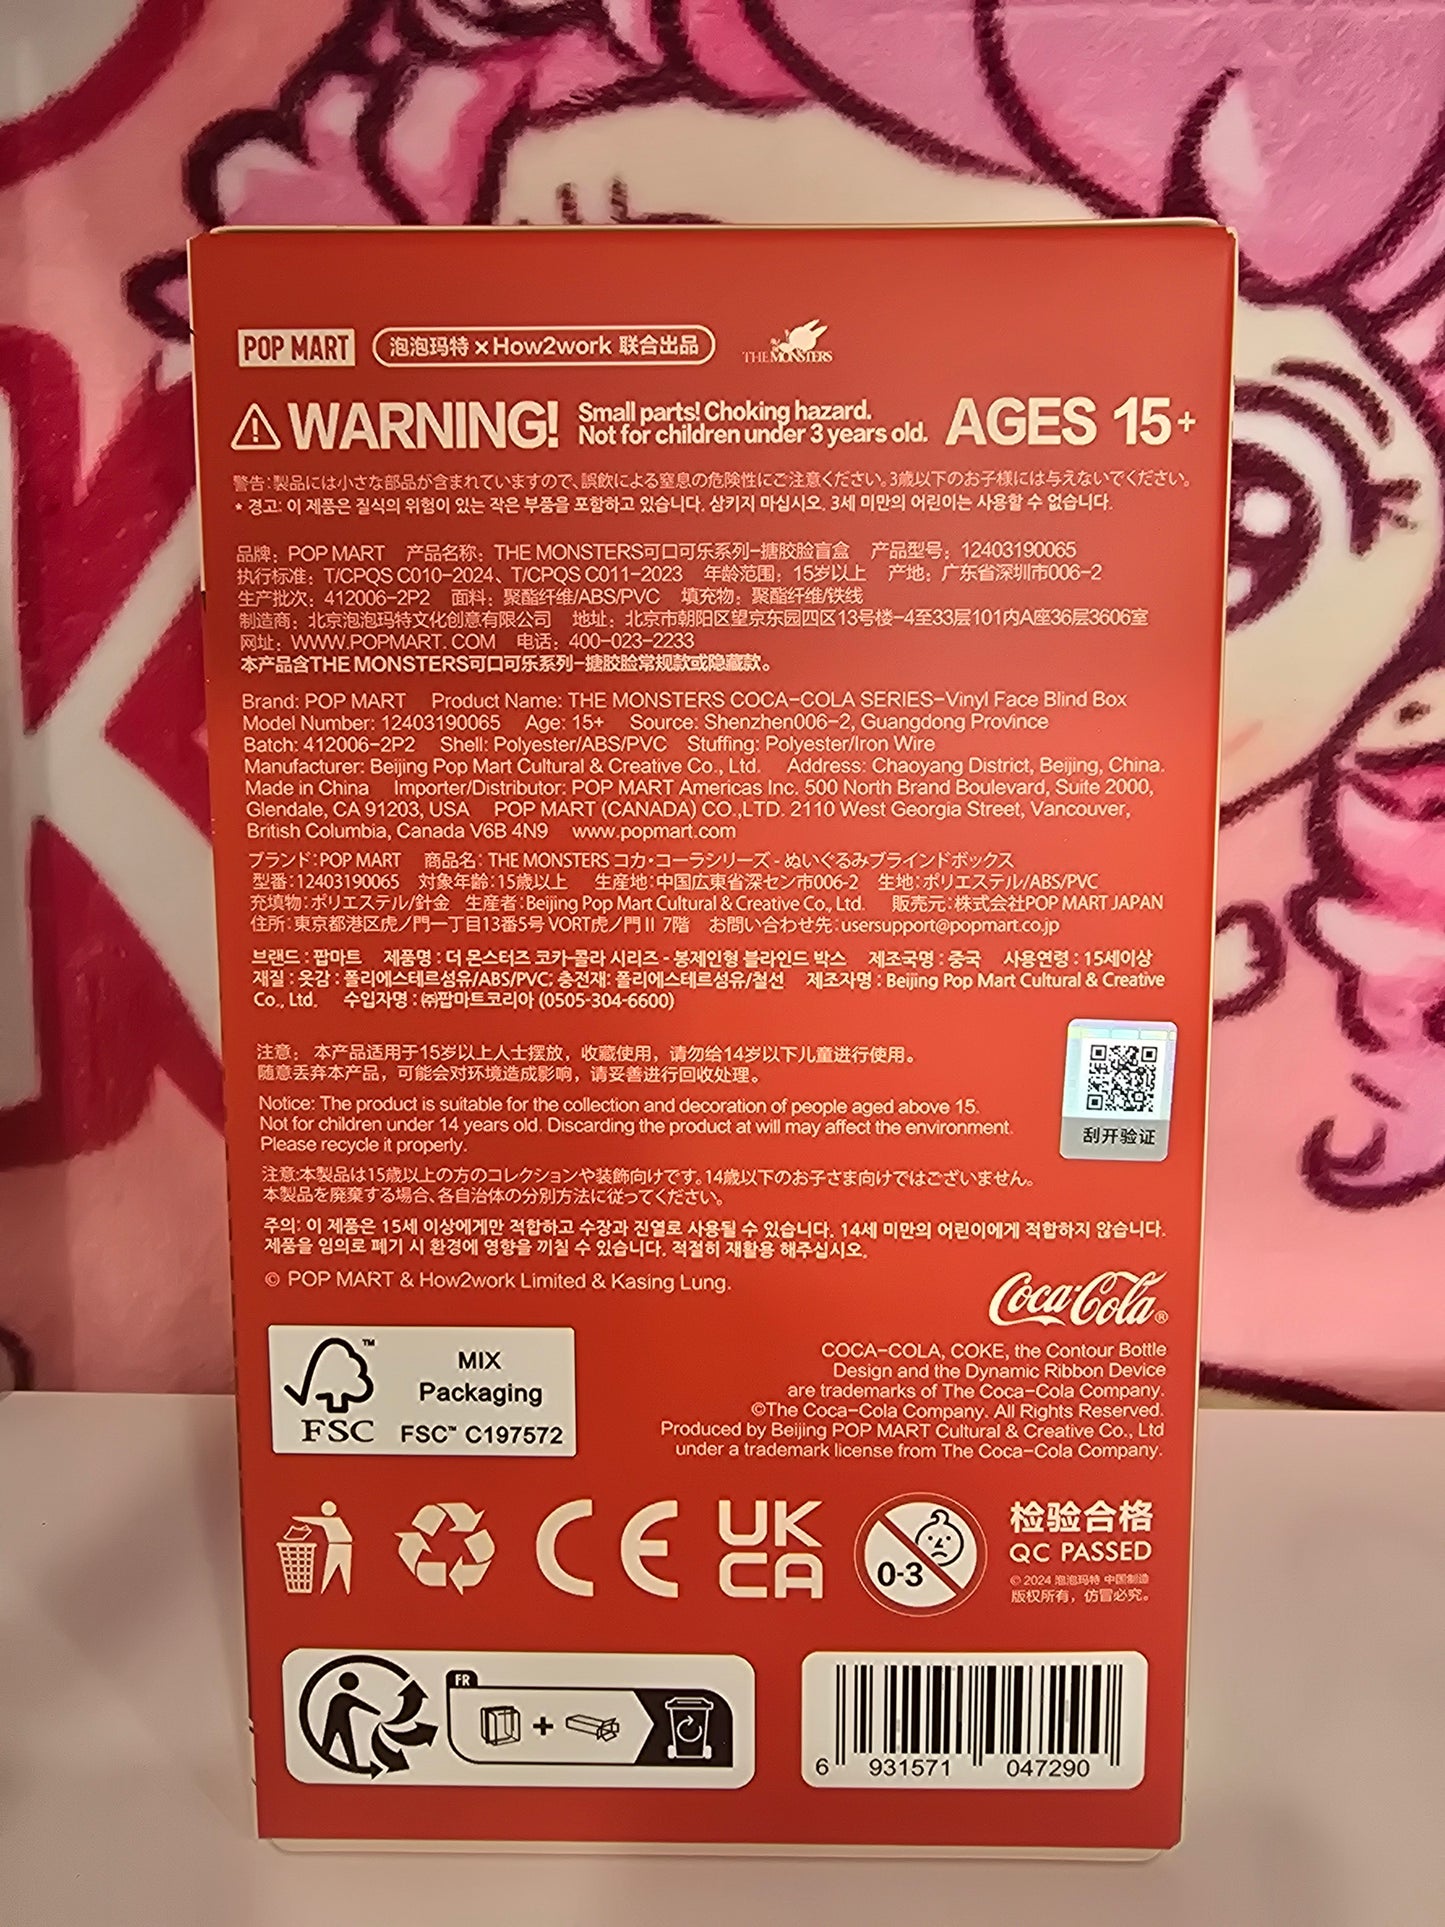 POP MART 泡泡玛特 × How2work 联合出品 THE MONSTERS
WARNING! Small parts! Choking hazard. Not for children under 3 years old. AGES 15+
警告:製品には小さな部品が含まれていますので、誤飲による窒息の危険性にご注意ください。3歳以下のお子様には与えないでください。
* 경고: 이 제품은 질식의 위험이 있는 작은 부품을 포함하고 있습니다. 삼키지 마십시오. 3세 미만의 어린이는 사용할 수 없습니다.
品牌：POP MART 产品名称：THE MONSTERS可口可乐系列-搪胶脸盲盒 产品型号：12403190065
执行标准：T/CPQS C010-2024、T/CPQS C011-2023 年龄范围：15岁以上 产地：广东省深圳市006-2
生产批次：412006-2P2 面料：聚酯纤维/ABS/PVC 填充物：聚酯纤维/铁线
制造商：北京泡泡玛特文化创意有限公司 地址：北京市朝阳区望京东园四区13号楼-4至33层101内A座36层3606室
网址：WWW.POPMART.COM 电话：400-023-2233
本产品含THE MONSTERS可口可乐系列-搪胶脸常规款或隐藏款。
Brand: POP MART Product Name: THE MONSTERS COCA-COLA SERIES-Vinyl Face Blind Box
Model Number: 12403190065 Age: 15+ Source: Shenzhen006-2, Guangdong Province
Batch: 412006-2P2 Shell: Polyester/ABS/PVC Stuffing: Polyester/Iron Wire
Manufacturer: Beijing Pop Mart Cultural & Creative Co., Ltd. Address: Chaoyang District, Beijing, China.
Made in China Importer/Distributor: POP MART Americas Inc. 500 North Brand Boulevard, Suite 2000,
Glendale, CA 91203, USA POP MART (CANADA) CO.,LTD. 2110 West Georgia Street, Vancouver,
British Columbia, Canada V6B 4N9 www.popmart.com
ブランド:POP MART 商品名: THE MONSTERS コカ・コーラシリーズ - ぬいぐるみブラインドボックス
型番:12403190065 対象年齢:15歳以上 生産地:中国広東省深セン市006-2 生地:ポリエステル/ABS/PVC
充填物:ポリエステル/針金 生産者:Beijing Pop Mart Cultural & Creative Co., Ltd. 販売元:株式会社POP MART JAPAN
住所:東京都港区虎ノ門一丁目13番5号 VORT虎ノ門Ⅱ 7階 お問い合わせ先:usersupport@popmart.co.jp
브랜드 : 팝마트 제품명 : 더 몬스터즈 코카-콜라 시리즈 - 봉제인형 블라인드 박스 제조국명 : 중국 사용연령 : 15세이상
재질 : 옷감 : 폴리에스테르섬유/ABS/PVC, 충전재: 폴리에스테르섬유/철선 제조자명 : Beijing Pop Mart Cultural & Creative
Co., Ltd. 수입자명 : ㈜팝마트코리아 (0505-304-6600)
注意：本产品适用于15岁以上人士摆放，收藏使用，请勿给14岁以下儿童进行使用。
随意丢弃本产品，可能会对环境造成影响，请妥善进行回收处理。
刮开验证
Notice: The product is suitable for the collection and decoration of people aged above 15.
Not for children under 14 years old. Discarding the product at will may affect the environment.
Please recycle it properly.
注意:本製品は15歳以上の方のコレクションや装飾向けです。14歳以下のお子さま向けではございません。
本製品を廃棄する場合、各自治体の分別方法に従ってください。
주의: 이 제품은 15세 이상에게만 적합하고 수장과 진열로 사용될 수 있습니다. 14세 미만의 어린이에게 적합하지 않습니다.
제품을 임의로 폐기 시 환경에 영향을 끼칠 수 있습니다. 적절히 재활용 해주십시오.
© POP MART & How2work Limited & Kasing Lung.
Coca-Cola®
COCA-COLA, COKE, the Contour Bottle
Design and the Dynamic Ribbon Device
are trademarks of The Coca-Cola Company.
©The Coca-Cola Company. All Rights Reserved.
Produced by Beijing POP MART Cultural & Creative Co., Ltd
under a trademark license from The Coca-Cola Company.
FSC™
MIX
Packaging
FSC™ C197572
CE
UK
CA
0-3
检验合格
QC PASSED
© 2024 泡泡玛特 中国制造
版权所有，仿冒必究。
FR
6 931571 047290